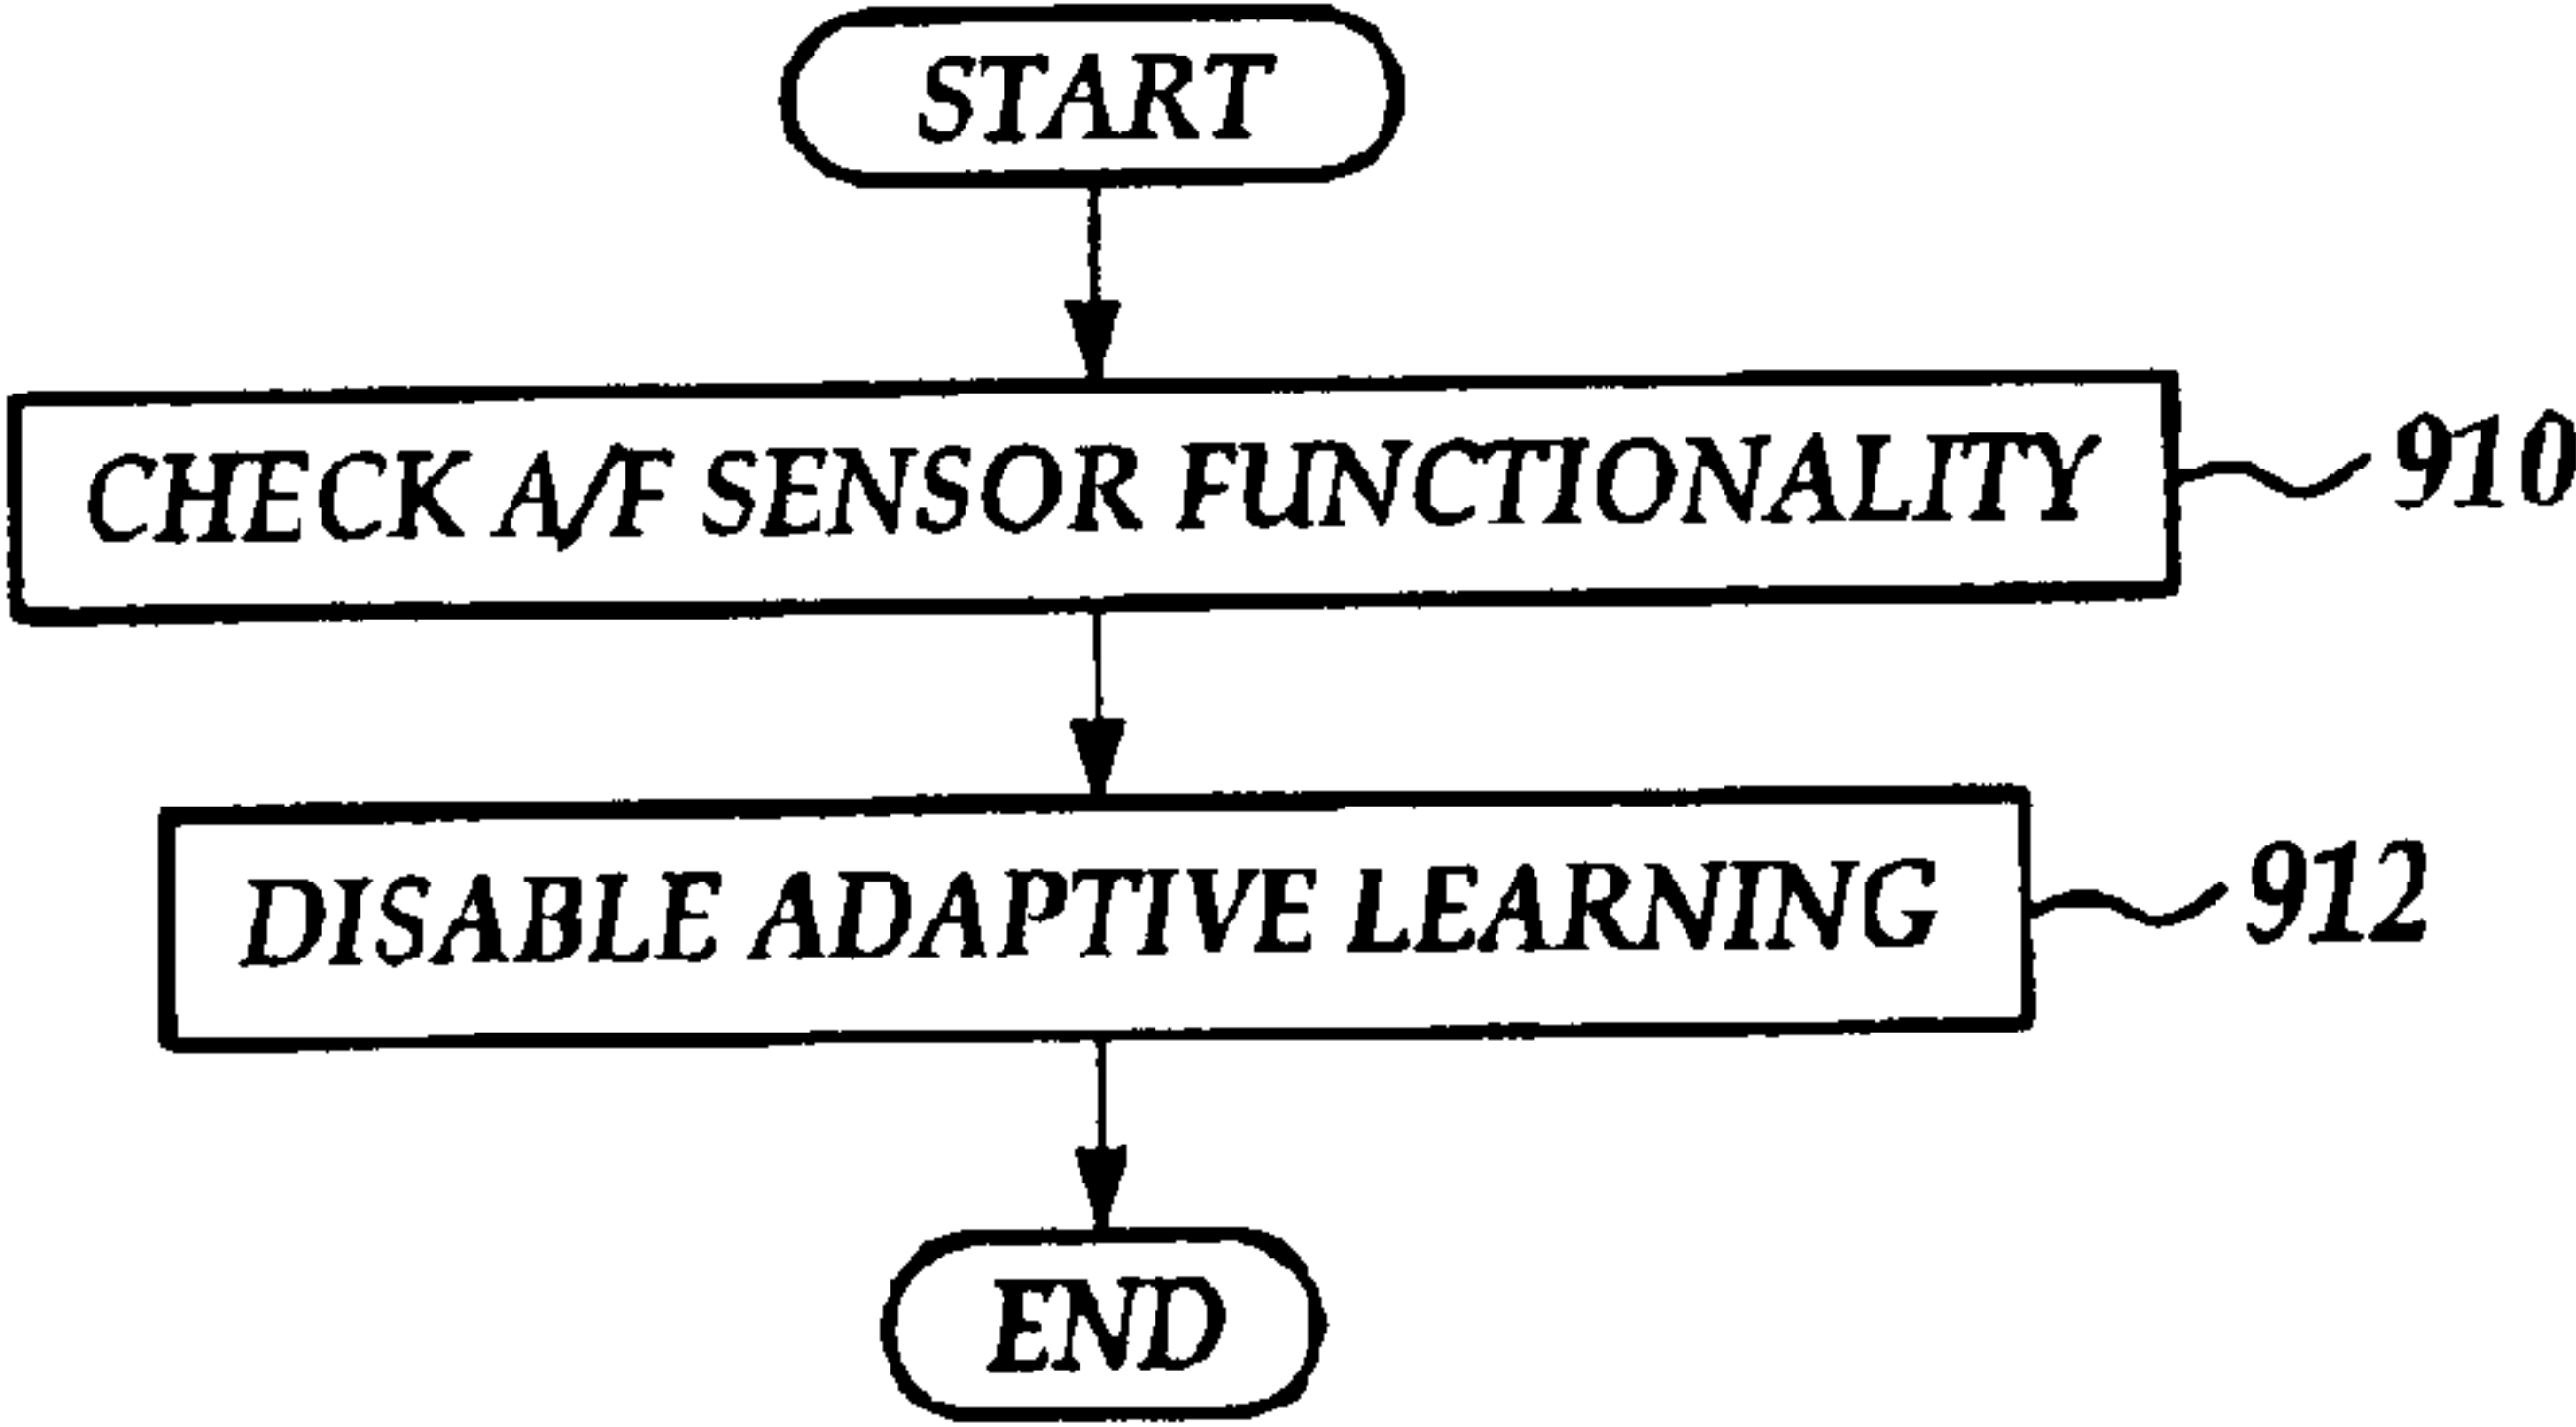 START
CHECK A/F SENSOR FUNCTIONALITY
910
DISABLE ADAPTIVE LEARNING
912
END